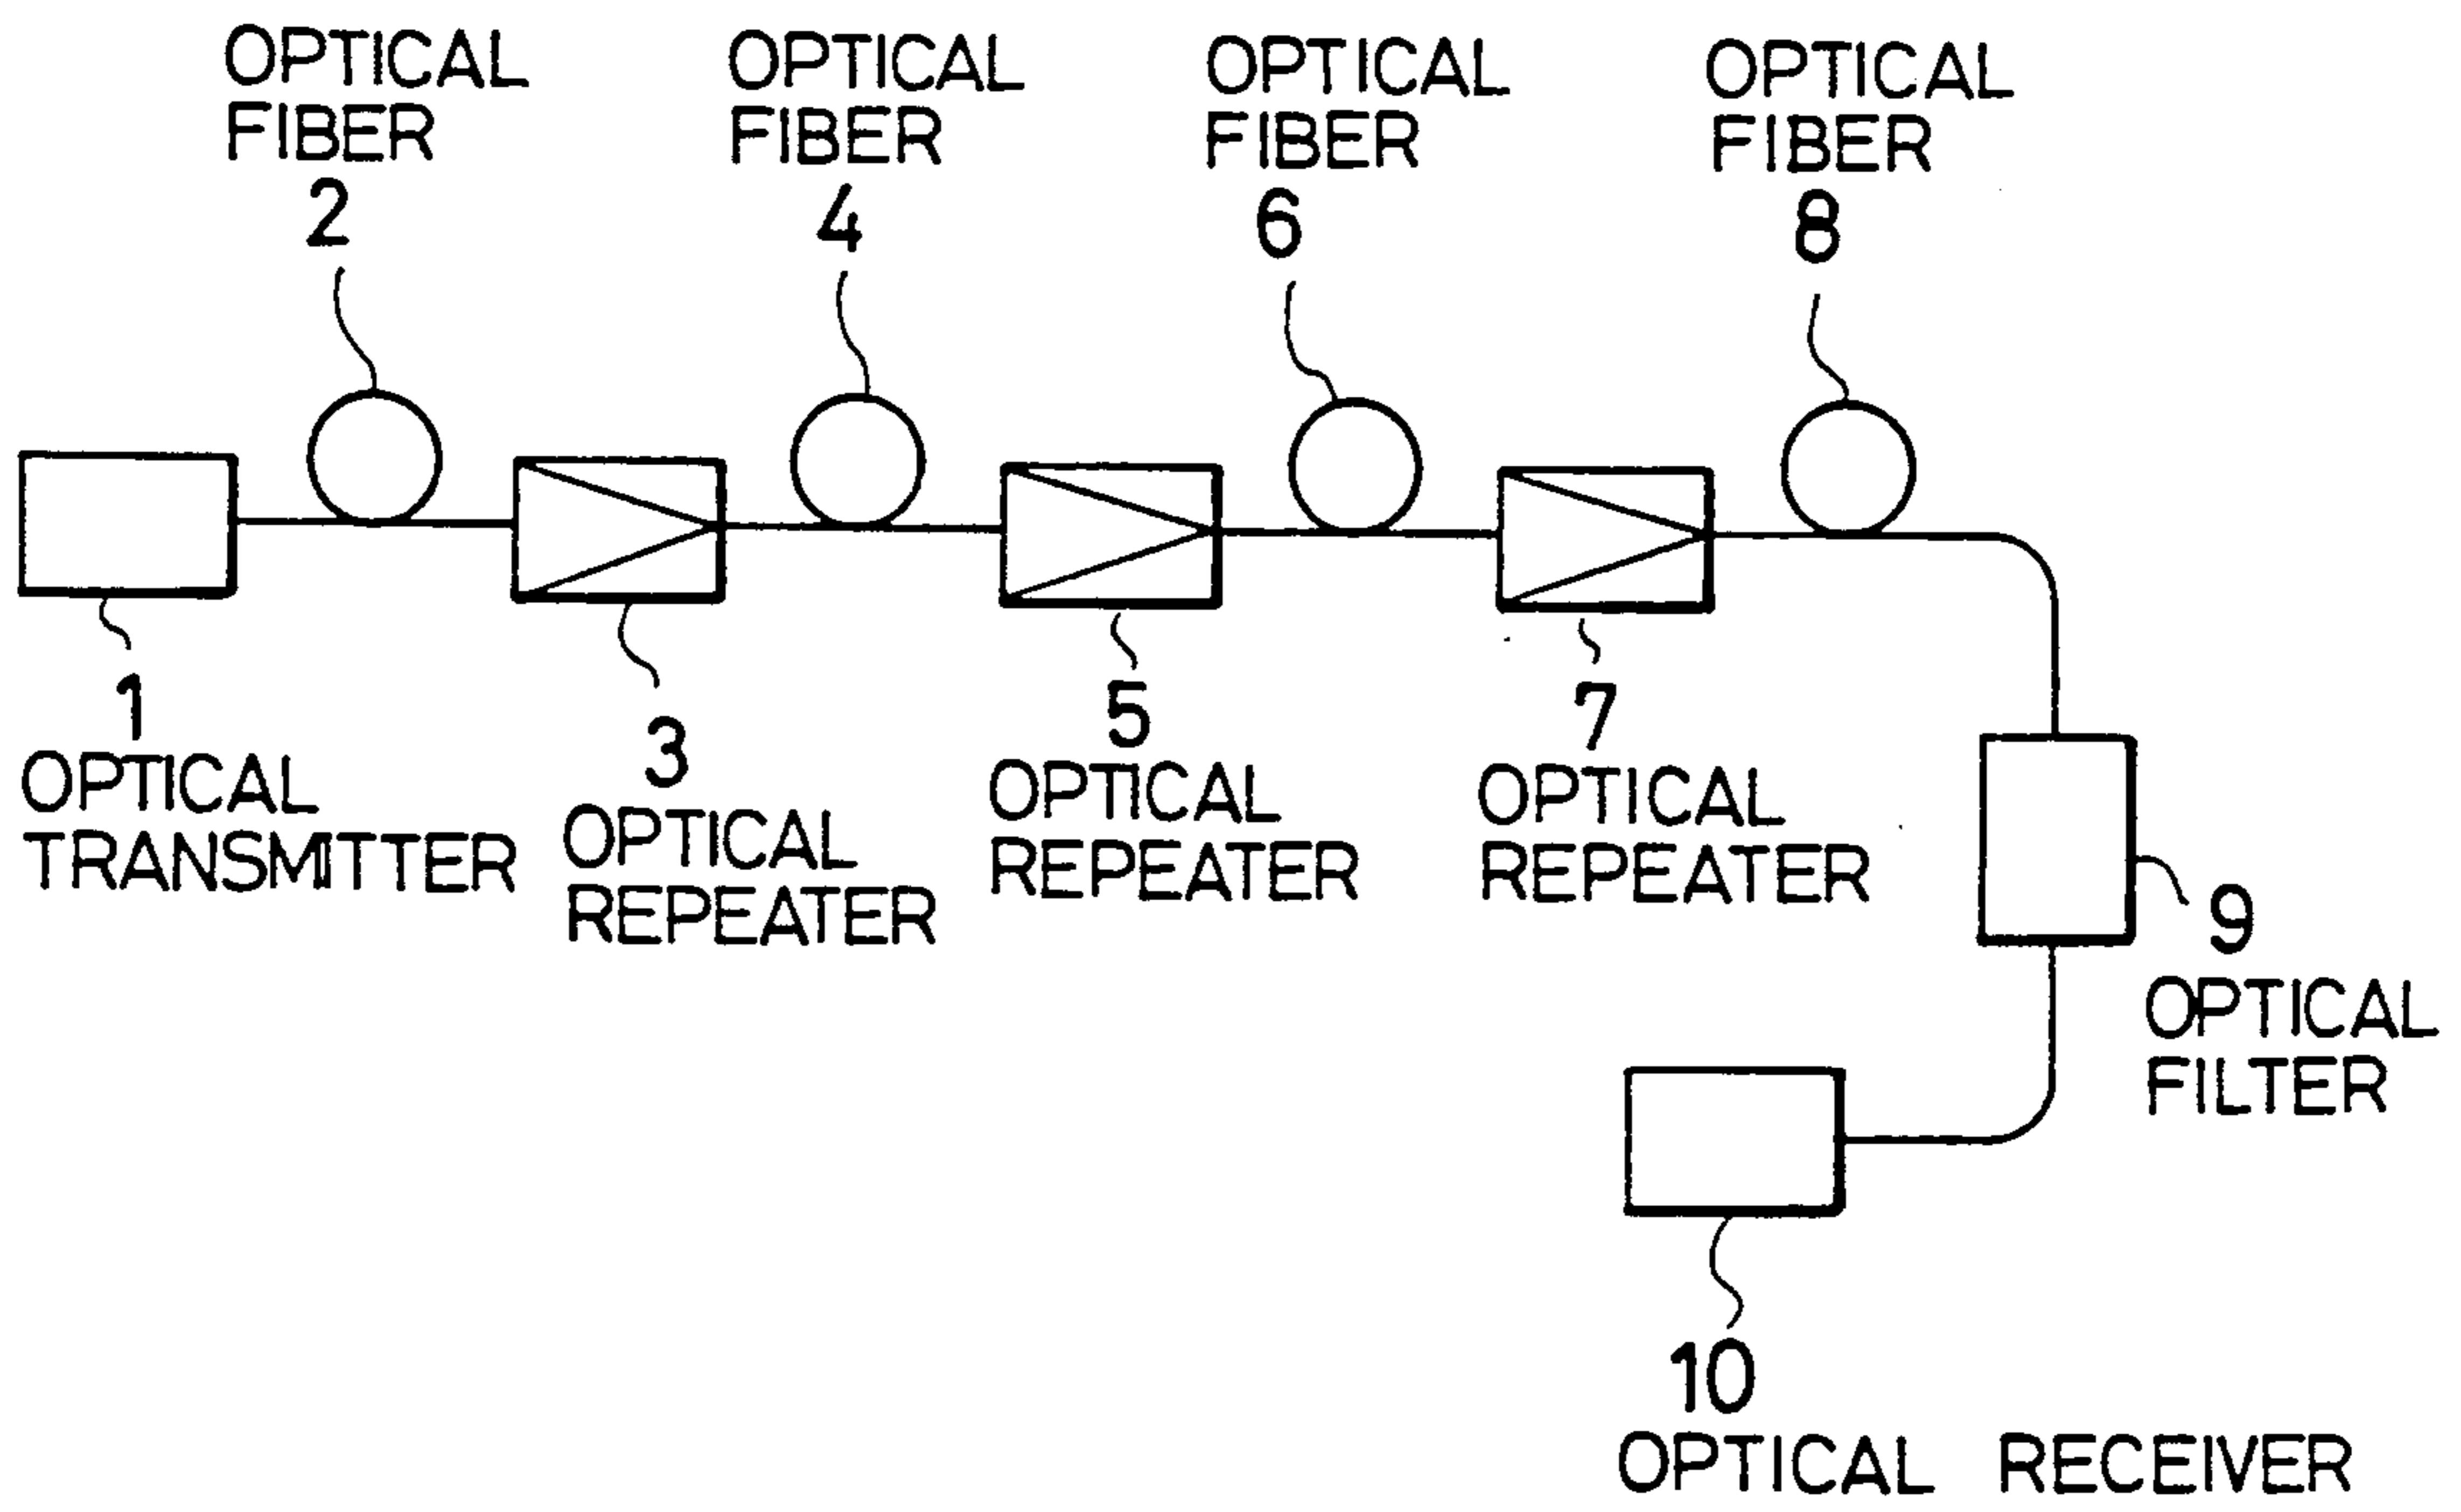 OPTICAL
FIBER
2
OPTICAL
FIBER
4
OPTICAL
FIBER
6
OPTICAL
FIBER
8
1
OPTICAL
TRANSMITTER
3
OPTICAL
REPEATER
5
OPTICAL
REPEATER
7
OPTICAL
REPEATER
9
OPTICAL
FILTER
10
OPTICAL RECEIVER